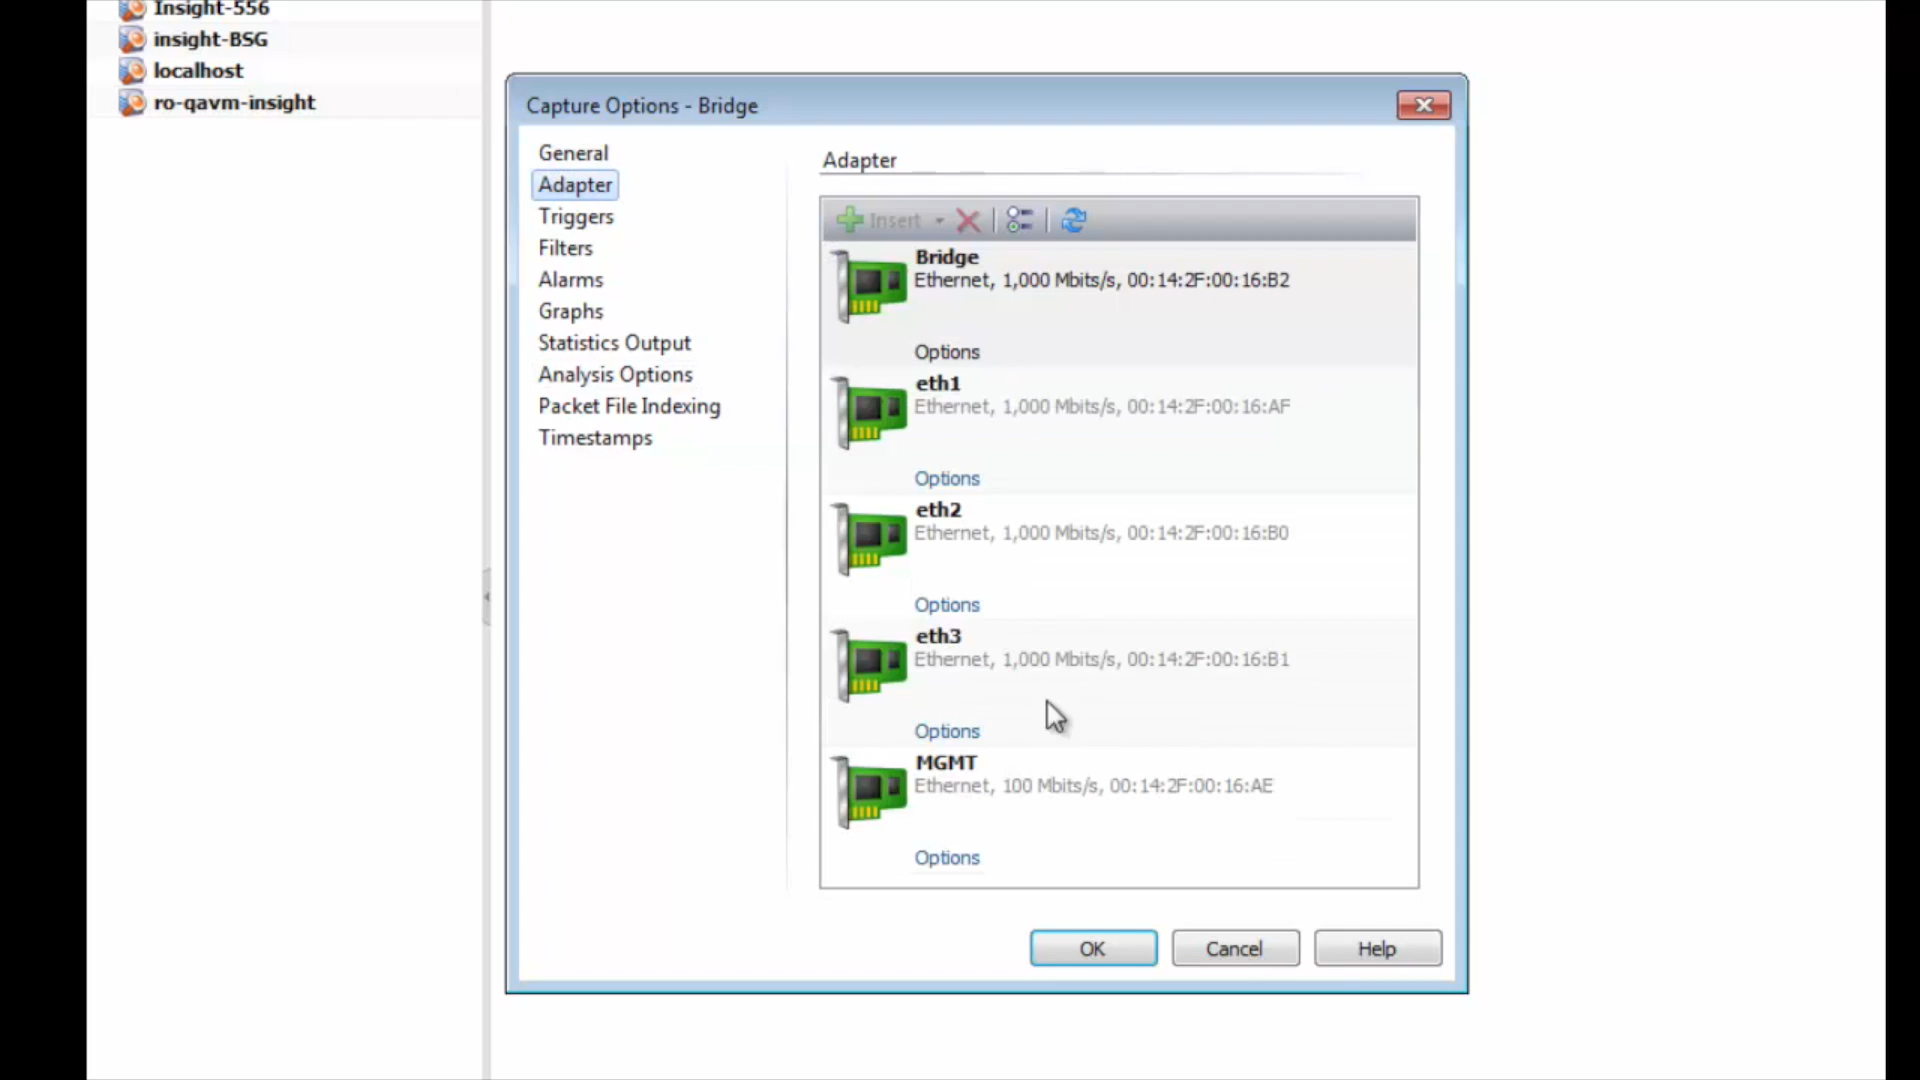 Insight-556
insight-BSG
localhost
ro-qavm-insight
Capture Options - Bridge
General
Adapter
Triggers
Filters
Alarms
Graphs
Statistics Output
Analysis Options
Packet File Indexing
Timestamps
Adapter
Insert
Bridge
Ethernet, 1,000 Mbits/s, 00:14:2F:00:16:B2
Options
eth1
Ethernet, 1,000 Mbits/s, 00:14:2F:00:16:AF
Options
eth2
Ethernet, 1,000 Mbits/s, 00:14:2F:00:16:B0
Options
eth3
Ethernet, 1,000 Mbits/s, 00:14:2F:00:16:B1
Options
MGMT
Ethernet, 100 Mbits/s, 00:14:2F:00:16:AE
Options
OK
Cancel
Help